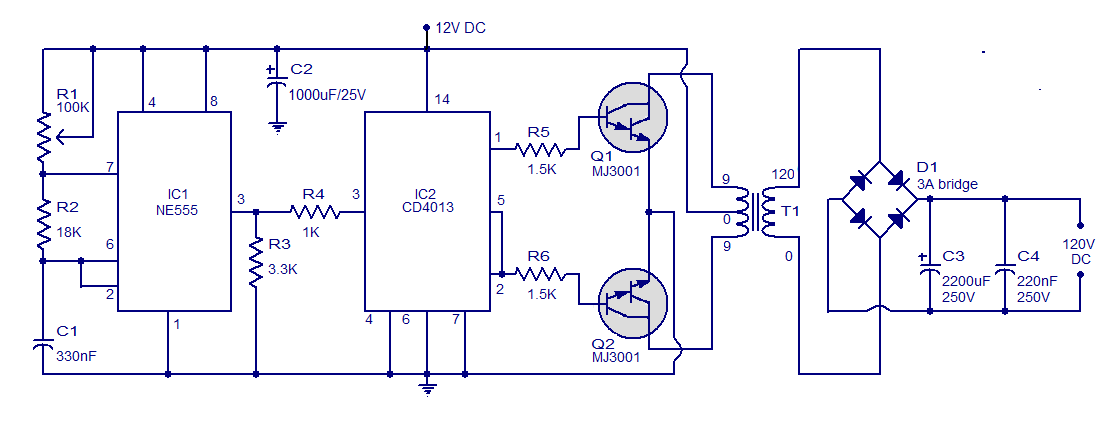 12V DC
R1
100K
4
8
C2
+
1000uF/25V
14
7
IC1
NE555
3
R2
18K
6
2
1
C1
330nF
R4
1K
R3
3.3K
3
IC2
CD4013
1
5
2
4
6
7
R5
1.5K
R6
1.5K
Q1
MJ3001
Q2
MJ3001
9
0
9
120
T1
0
D1
3A bridge
+
C3
2200uF
250V
C4
220nF
250V
120V
DC